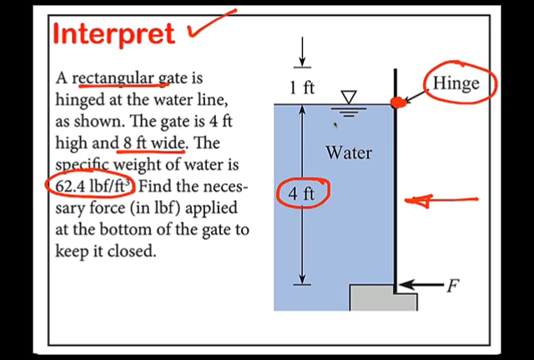 Interpret
A rectangular gate is
hinged at the water line,
as shown. The gate is 4 ft
high and 8 ft wide. The
specific weight of water is
62.4 lbf/ft³ Find the neces-
sary force (in lbf) applied
at the bottom of the gate to
keep it closed.
1 ft
Hinge
Water
4 ft
F